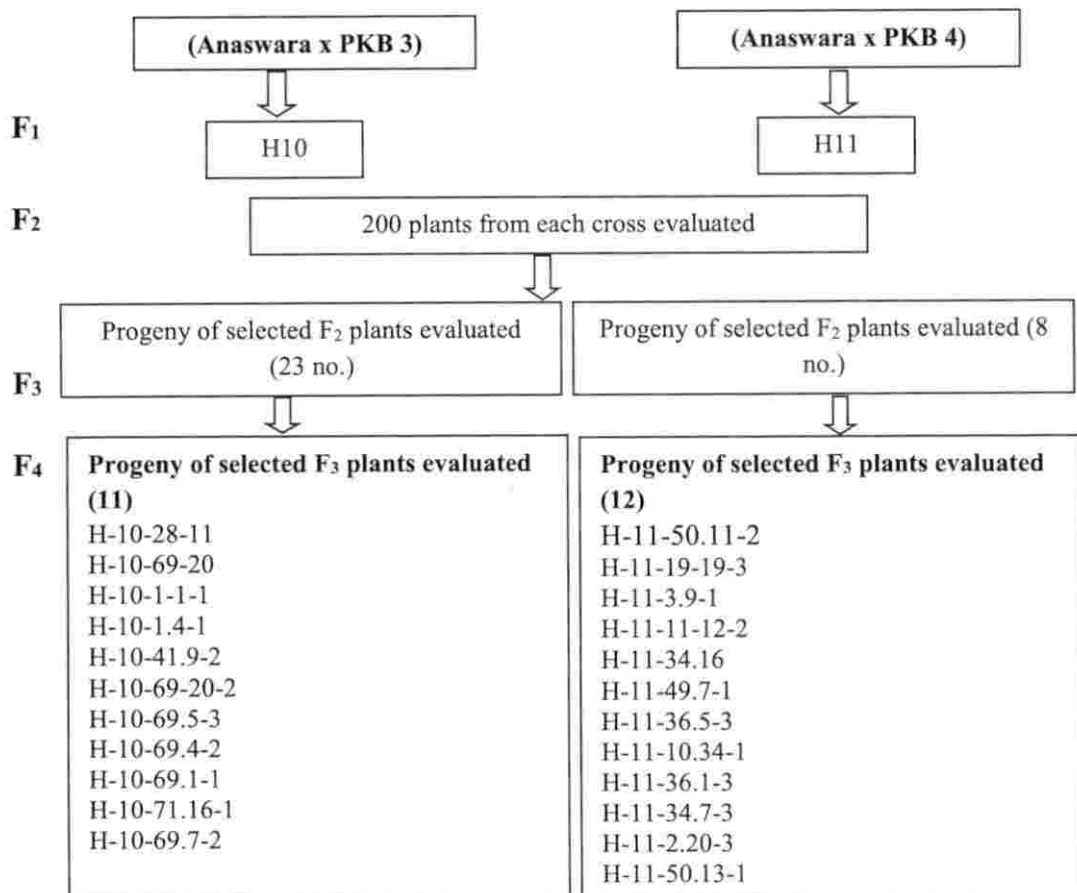 (Anaswara x PKB 3)
(Anaswara x PKB 4)
F₁
H10
H11
F₂
200 plants from each cross evaluated
Progeny of selected F₂ plants evaluated
(23 no.)
Progeny of selected F₂ plants evaluated (8
no.)
F₃
F₄
Progeny of selected F₃ plants evaluated
(11)
H-10-28-11
H-10-69-20
H-10-1-1-1
H-10-1.4-1
H-10-41.9-2
H-10-69-20-2
H-10-69.5-3
H-10-69.4-2
H-10-69.1-1
H-10-71.16-1
H-10-69.7-2
Progeny of selected F₃ plants evaluated
(12)
H-11-50.11-2
H-11-19-19-3
H-11-3.9-1
H-11-11-12-2
H-11-34.16
H-11-49.7-1
H-11-36.5-3
H-11-10.34-1
H-11-36.1-3
H-11-34.7-3
H-11-2.20-3
H-11-50.13-1